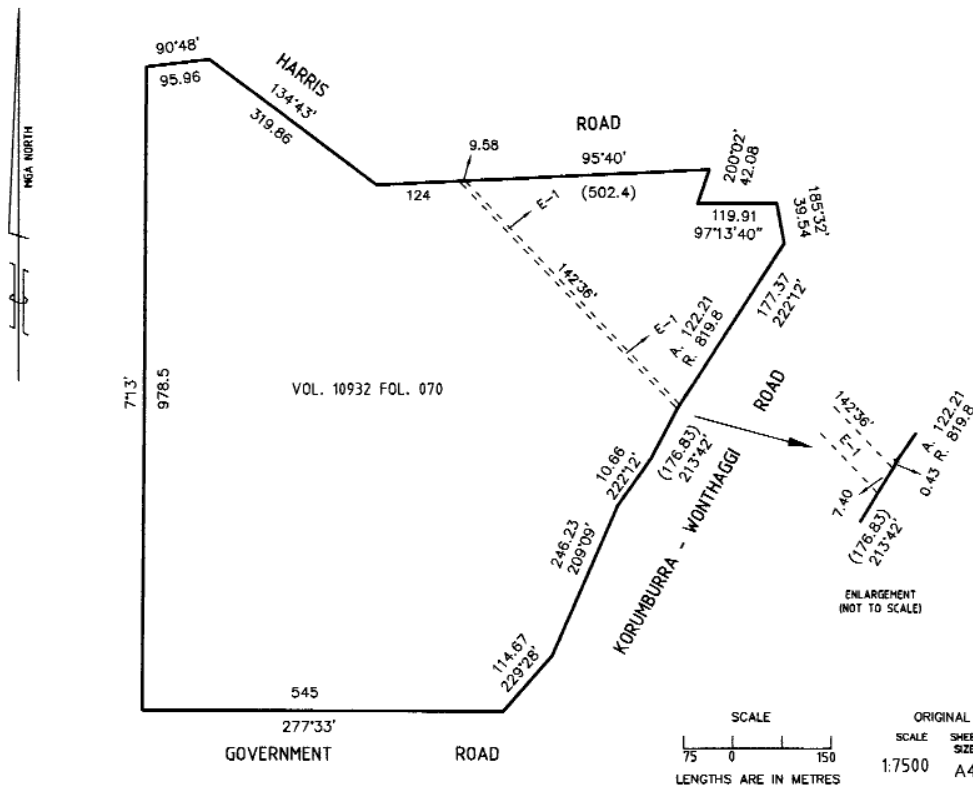 90°48'
95.96
HARRIS
134°43'
319.86
ROAD
9.58
95°40'
124
(502.4)
200°02'
42.08
119.91
97°13'40"
185°32'
39.54
MGA NORTH
E-1
142°36'
E-1
177.37
222°12'
A. 122.21
R. 819.8
7°13'
978.5
VOL. 10932 FOL. 070
ROAD
(176.83)
213°42'
10.66
222°12'
142°36'
E-1
A. 122.21
R. 819.8
0.43
7.40
(176.83)
213°42'
ENLARGEMENT
(NOT TO SCALE)
246.23
209°09'
KORUMBURRA - WONTHAGGI
114.67
229°28'
545
277°33'
GOVERNMENT ROAD
SCALE
75 0 150
LENGTHS ARE IN METRES
ORIGINAL
SCALE
SHEE
SIZE
1:7500
A4